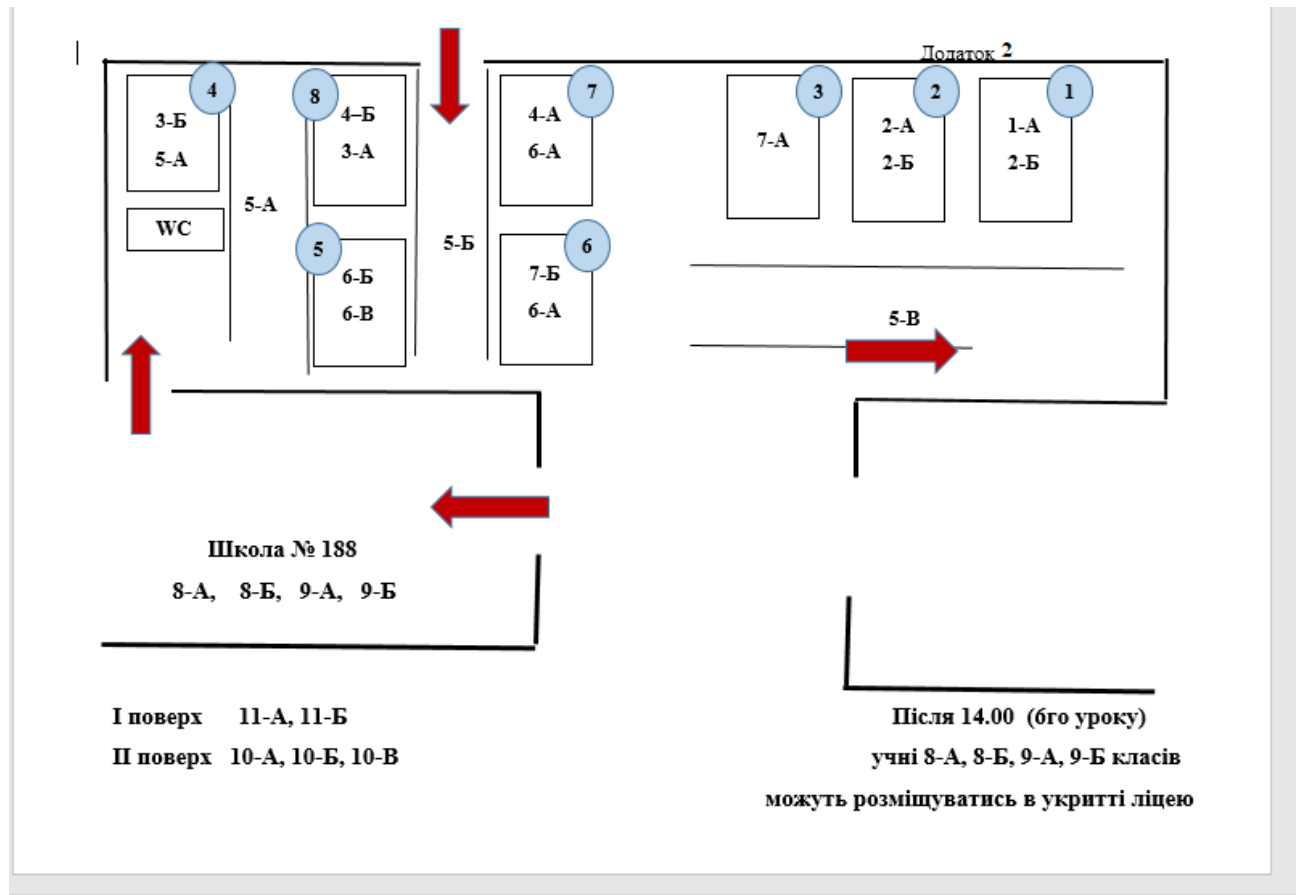 Додаток 2
4
3-Б
5-А
WC
5-А
8
4–Б
3-А
5
6-Б
6-В
5-Б
7
4-А
6-А
6
7-Б
6-А
3
7-А
2
2-А
2-Б
1
1-А
2-Б
5-В
Школа № 188
8-А, 8-Б, 9-А, 9-Б
I поверх 11-А, 11-Б
II поверх 10-А, 10-Б, 10-В
Після 14.00 (6го уроку)
учні 8-А, 8-Б, 9-А, 9-Б класів
можуть розміщуватись в укритті ліцею